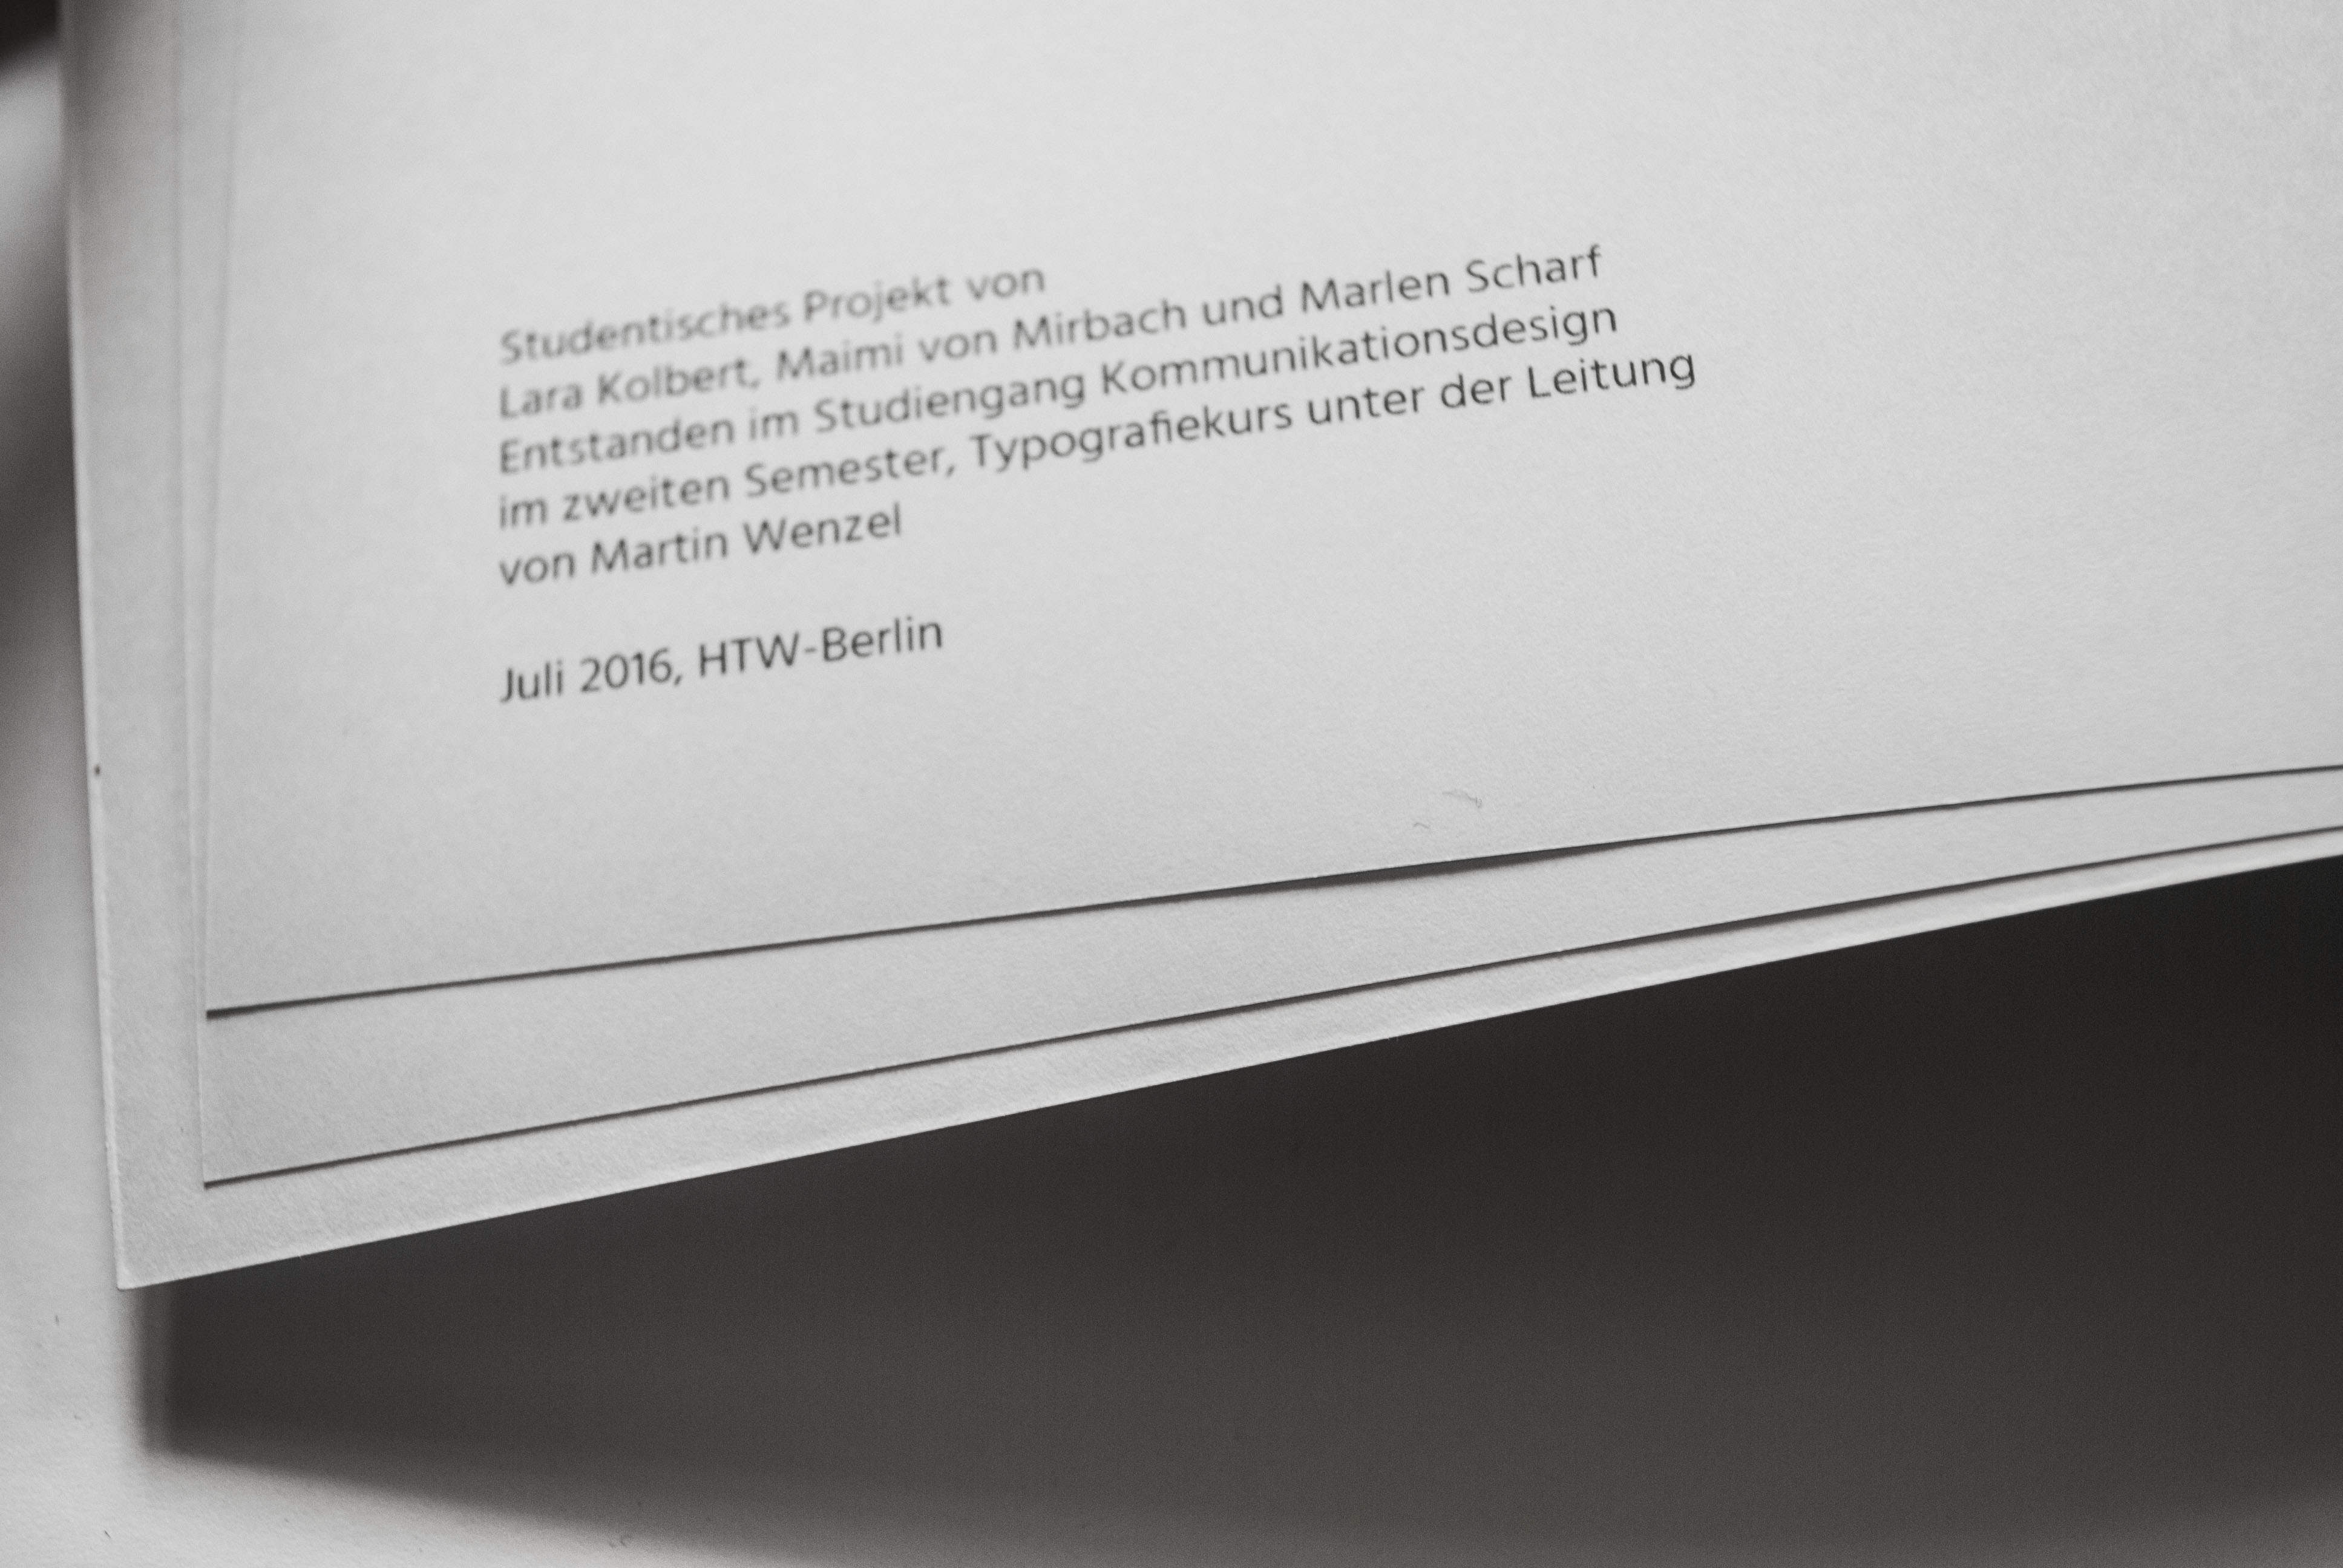 Studentisches Projekt von
Lara Kolbert, Maimi von Mirbach und Marlen Scharf
Entstanden im Studiengang Kommunikationsdesign
im zweiten Semester, Typografiekurs unter der Leitung
von Martin Wenzel
Juli 2016, HTW-Berlin